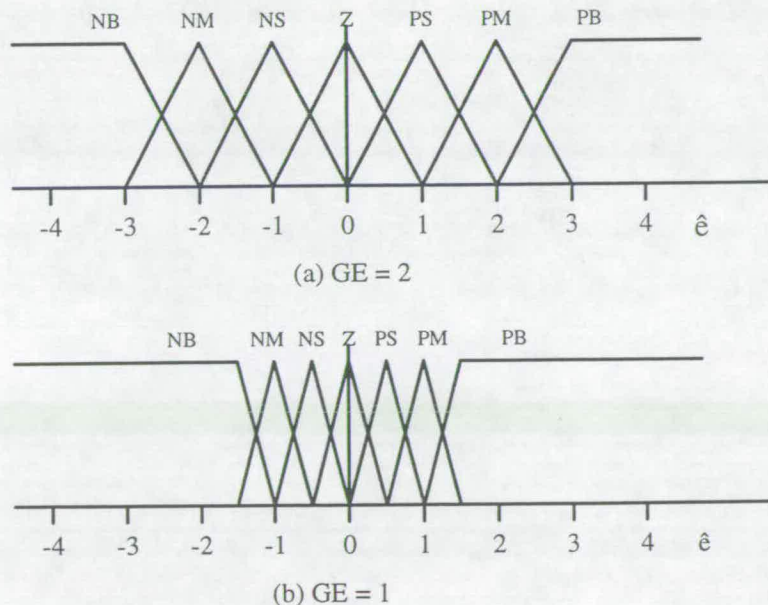 NB NM NS Z PS PM PB
-4 -3 -2 -1 0 1 2 3 4 ê
(a) GE = 2
NB NM NS Z PS PM PB
-4 -3 -2 -1 0 1 2 3 4 ê
(b) GE = 1